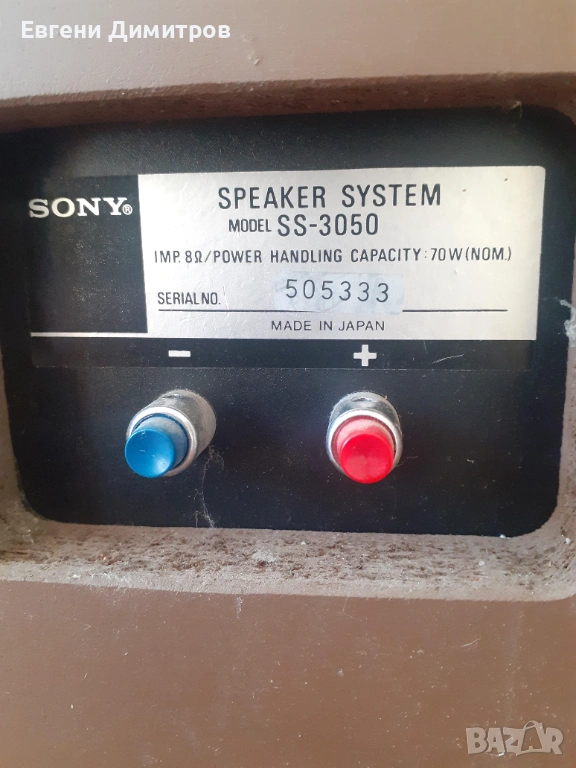 Евгени Димитров
SONY®
SPEAKER SYSTEM
MODEL SS-3050
IMP. 8Ω/POWER HANDLING CAPACITY: 70W (NOM.)
SERIAL NO. 505333
MADE IN JAPAN
− +
BAZAR